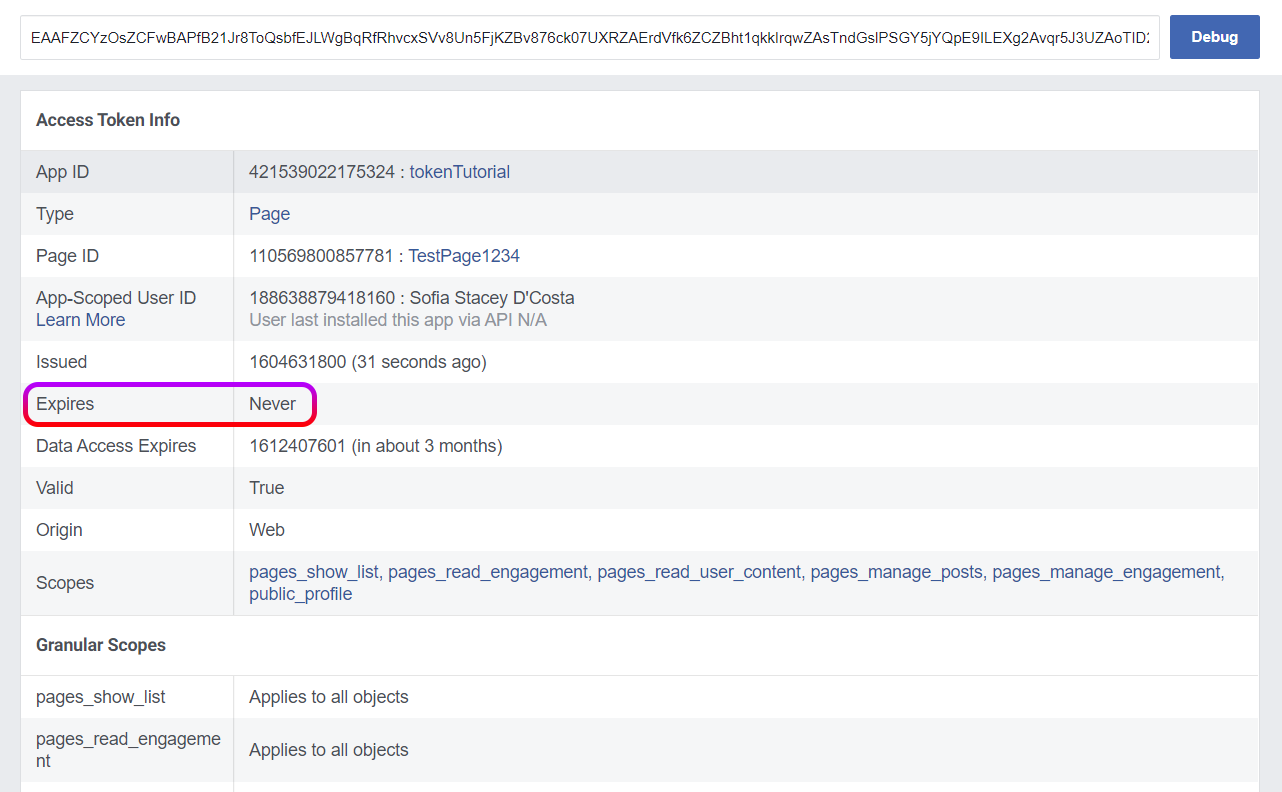 EAAFZCYzOsZCFwBAPfB21Jr8ToQsbfEJLWgBqRfRhvcxSVv8Un5FjKZBv876ck07UXRZAErdVfk6ZCZBht1qkklrqwZAsTndGslPSGY5jYQpE9ILEXg2Avqr5J3UZAoTID2 Debug
Access Token Info
App ID 421539022175324 : tokenTutorial
Type Page
Page ID 110569800857781 : TestPage1234
App-Scoped User ID 188638879418160 : Sofia Stacey D'Costa
Learn More User last installed this app via API N/A
Issued 1604631800 (31 seconds ago)
Expires Never
Data Access Expires 1612407601 (in about 3 months)
Valid True
Origin Web
Scopes pages_show_list, pages_read_engagement, pages_read_user_content, pages_manage_posts, pages_manage_engagement,
public_profile
Granular Scopes
pages_show_list Applies to all objects
pages_read_engageme
nt Applies to all objects